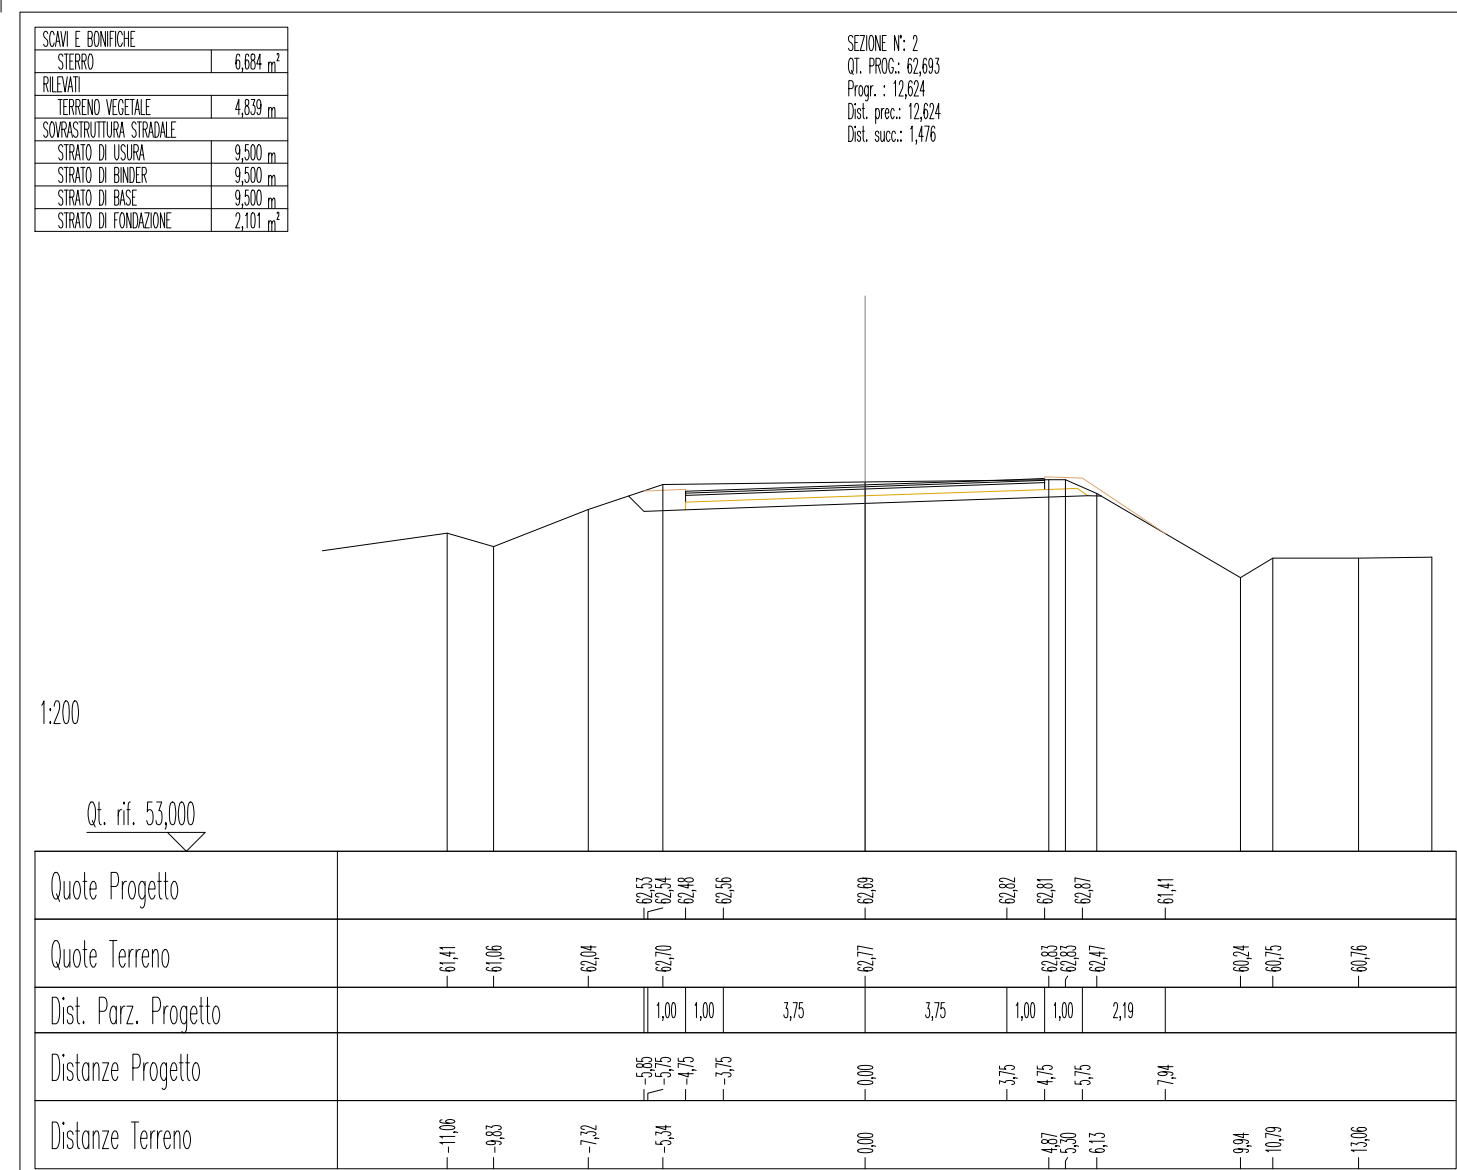 SCAVI E BONIFICHE
STERRO 6,684 m²
RILEVATI
TERRENO VEGETALE 4,839 m
SOVRASTRUTTURA STRADALE
STRATO DI USURA 9,500 m
STRATO DI BINDER 9,500 m
STRATO DI BASE 9,500 m
STRATO DI FONDAZIONE 2,101 m²
SEZIONE N°: 2
QT. PROG.: 62,693
Progr. : 12,624
Dist. prec.: 12,624
Dist. succ.: 1,476
1:200
Qt. rif. 53,000
Quote Progetto 62,53 62,54 62,48 62,56 62,69 62,82 62,81 62,87 61,41
Quote Terreno 61,41 61,06 62,04 62,70 62,77 62,83 62,83 62,47 60,24 60,75 60,76
Dist. Parz. Progetto 1,00 1,00 3,75 3,75 1,00 1,00 2,19
Distanze Progetto -5,85 -5,75 -4,75 -3,75 0,00 3,75 4,75 5,75 7,94
Distanze Terreno -11,06 -9,83 -7,32 -5,34 0,00 4,87 5,30 6,13 9,94 10,79 13,06